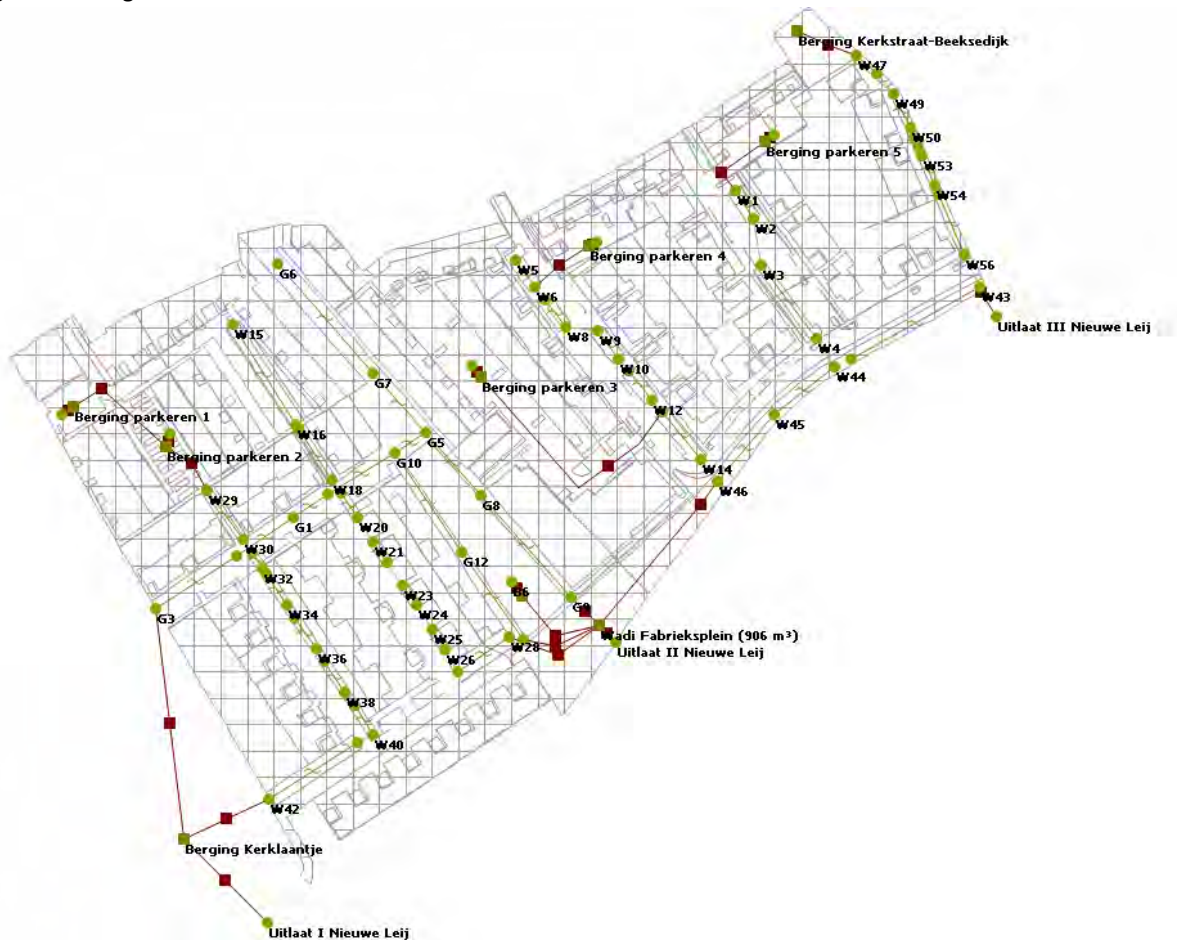 Berging Kerkstraat-Beeksedijk
W47
W49
W50
Berging parkeren 5
W53
W54
W1
W2
Berging parkeren 4
W5
W56
W3
G6
W6
W43
Uitlaat III Nieuwe Leij
W15
W8
W9
W4
W10
W44
G7
Berging parkeren 3
Berging parkeren 1
W12
W45
W16
G5
Berging parkeren 2
G10
W14
W18
W46
W29
G8
G1
W20
W30
W21
G12
W32
W23
G6
G9
G3
W34
W24
W25
Wadi Fabrieksplein (906 m³)
W28
Uitlaat II Nieuwe Leij
W36
W26
W38
W40
W42
Berging Kerklaantje
Uitlaat I Nieuwe Leij